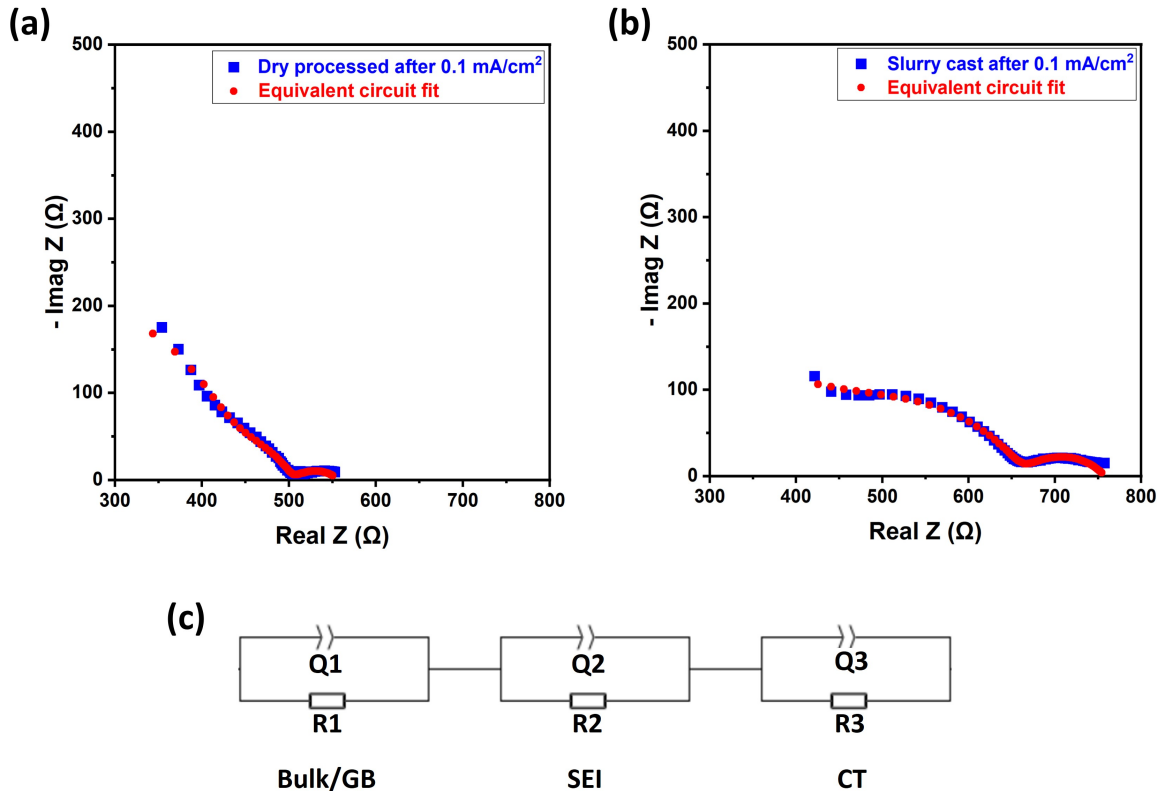 (a)
500
400
300
200
100
0
- Imag Z (Ω)
Dry processed after 0.1 mA/cm²
Equivalent circuit fit
300 400 500 600 700 800
Real Z (Ω)
(b)
500
400
300
200
100
0
- Imag Z (Ω)
Slurry cast after 0.1 mA/cm²
Equivalent circuit fit
300 400 500 600 700 800
Real Z (Ω)
(c)
Q1 Q2 Q3
R1 R2 R3
Bulk/GB SEI CT